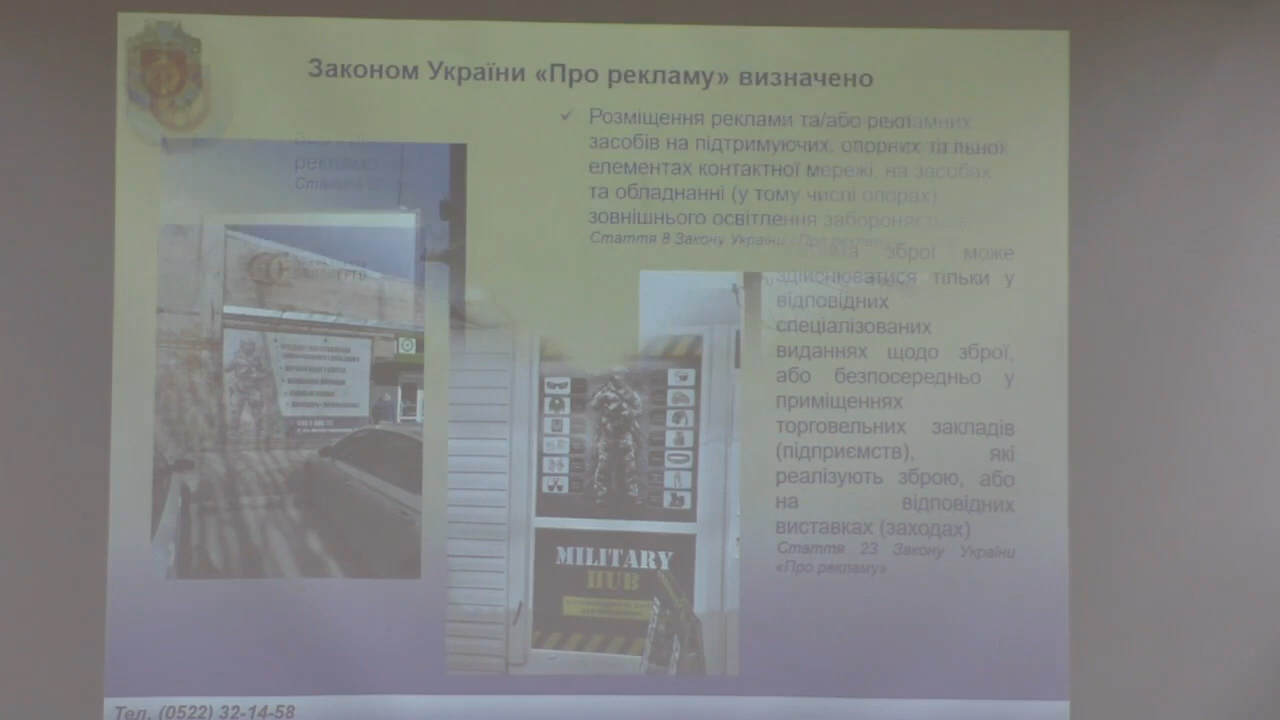 Законом України «Про рекламу» визначено
✓ Розміщення реклами та/або рекламних
засобів на підтримуючих, опорних
елементах контактної мережі, на засобах
та обладнанні (у тому числі опорах)
зовнішнього освітлення забороняється
Стаття 8 Закону України «Про рекламу»
зброї може
здійснюватися тільки у
відповідних
спеціалізованих
виданнях щодо зброї,
або безпосередньо у
приміщеннях
торговельних закладів
(підприємств), які
реалізують зброю, або
на відповідних
виставках (заходах)
Стаття 23 Закону України
«Про рекламу»
MILITARY
HUB
Тел. (0522) 32-14-58